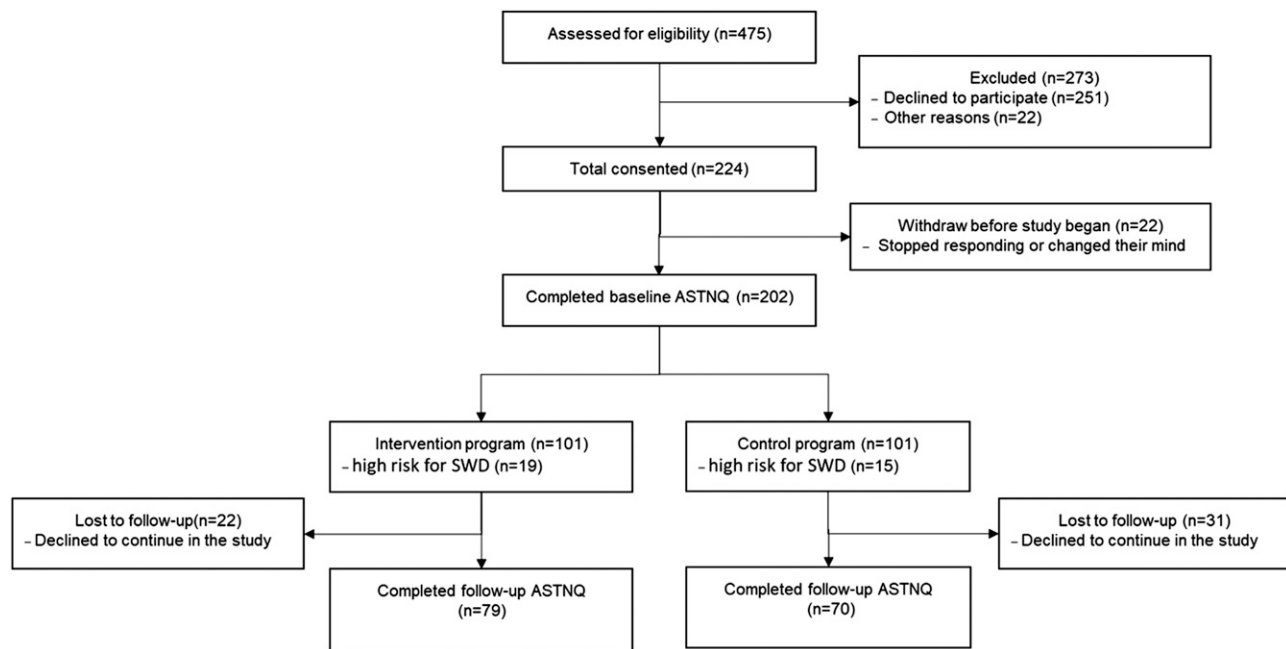 Assessed for eligibility (n=475)
Excluded (n=273)
- Declined to participate (n=251)
- Other reasons (n=22)
Total consented (n=224)
Withdraw before study began (n=22)
- Stopped responding or changed their mind
Completed baseline ASTNQ (n=202)
Intervention program (n=101)
- high risk for SWD (n=19)
Control program (n=101)
- high risk for SWD (n=15)
Lost to follow-up(n=22)
- Declined to continue in the study
Lost to follow-up (n=31)
- Declined to continue in the study
Completed follow-up ASTNQ
(n=79)
Completed follow-up ASTNQ
(n=70)